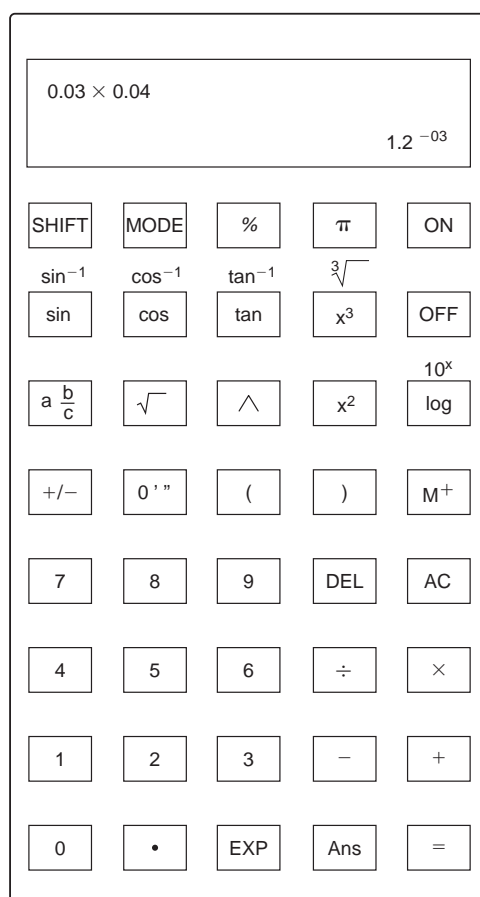 0.03 × 0.04
1.2 ⁻⁰³
SHIFT MODE % π ON
sin⁻¹ cos⁻¹ tan⁻¹ ³√
sin cos tan x³ OFF
10ˣ
a b/c √ ∧ x² log
+/− 0 ' ” ( ) M⁺
7 8 9 DEL AC
4 5 6 ÷ ×
1 2 3 − +
0 • EXP Ans =